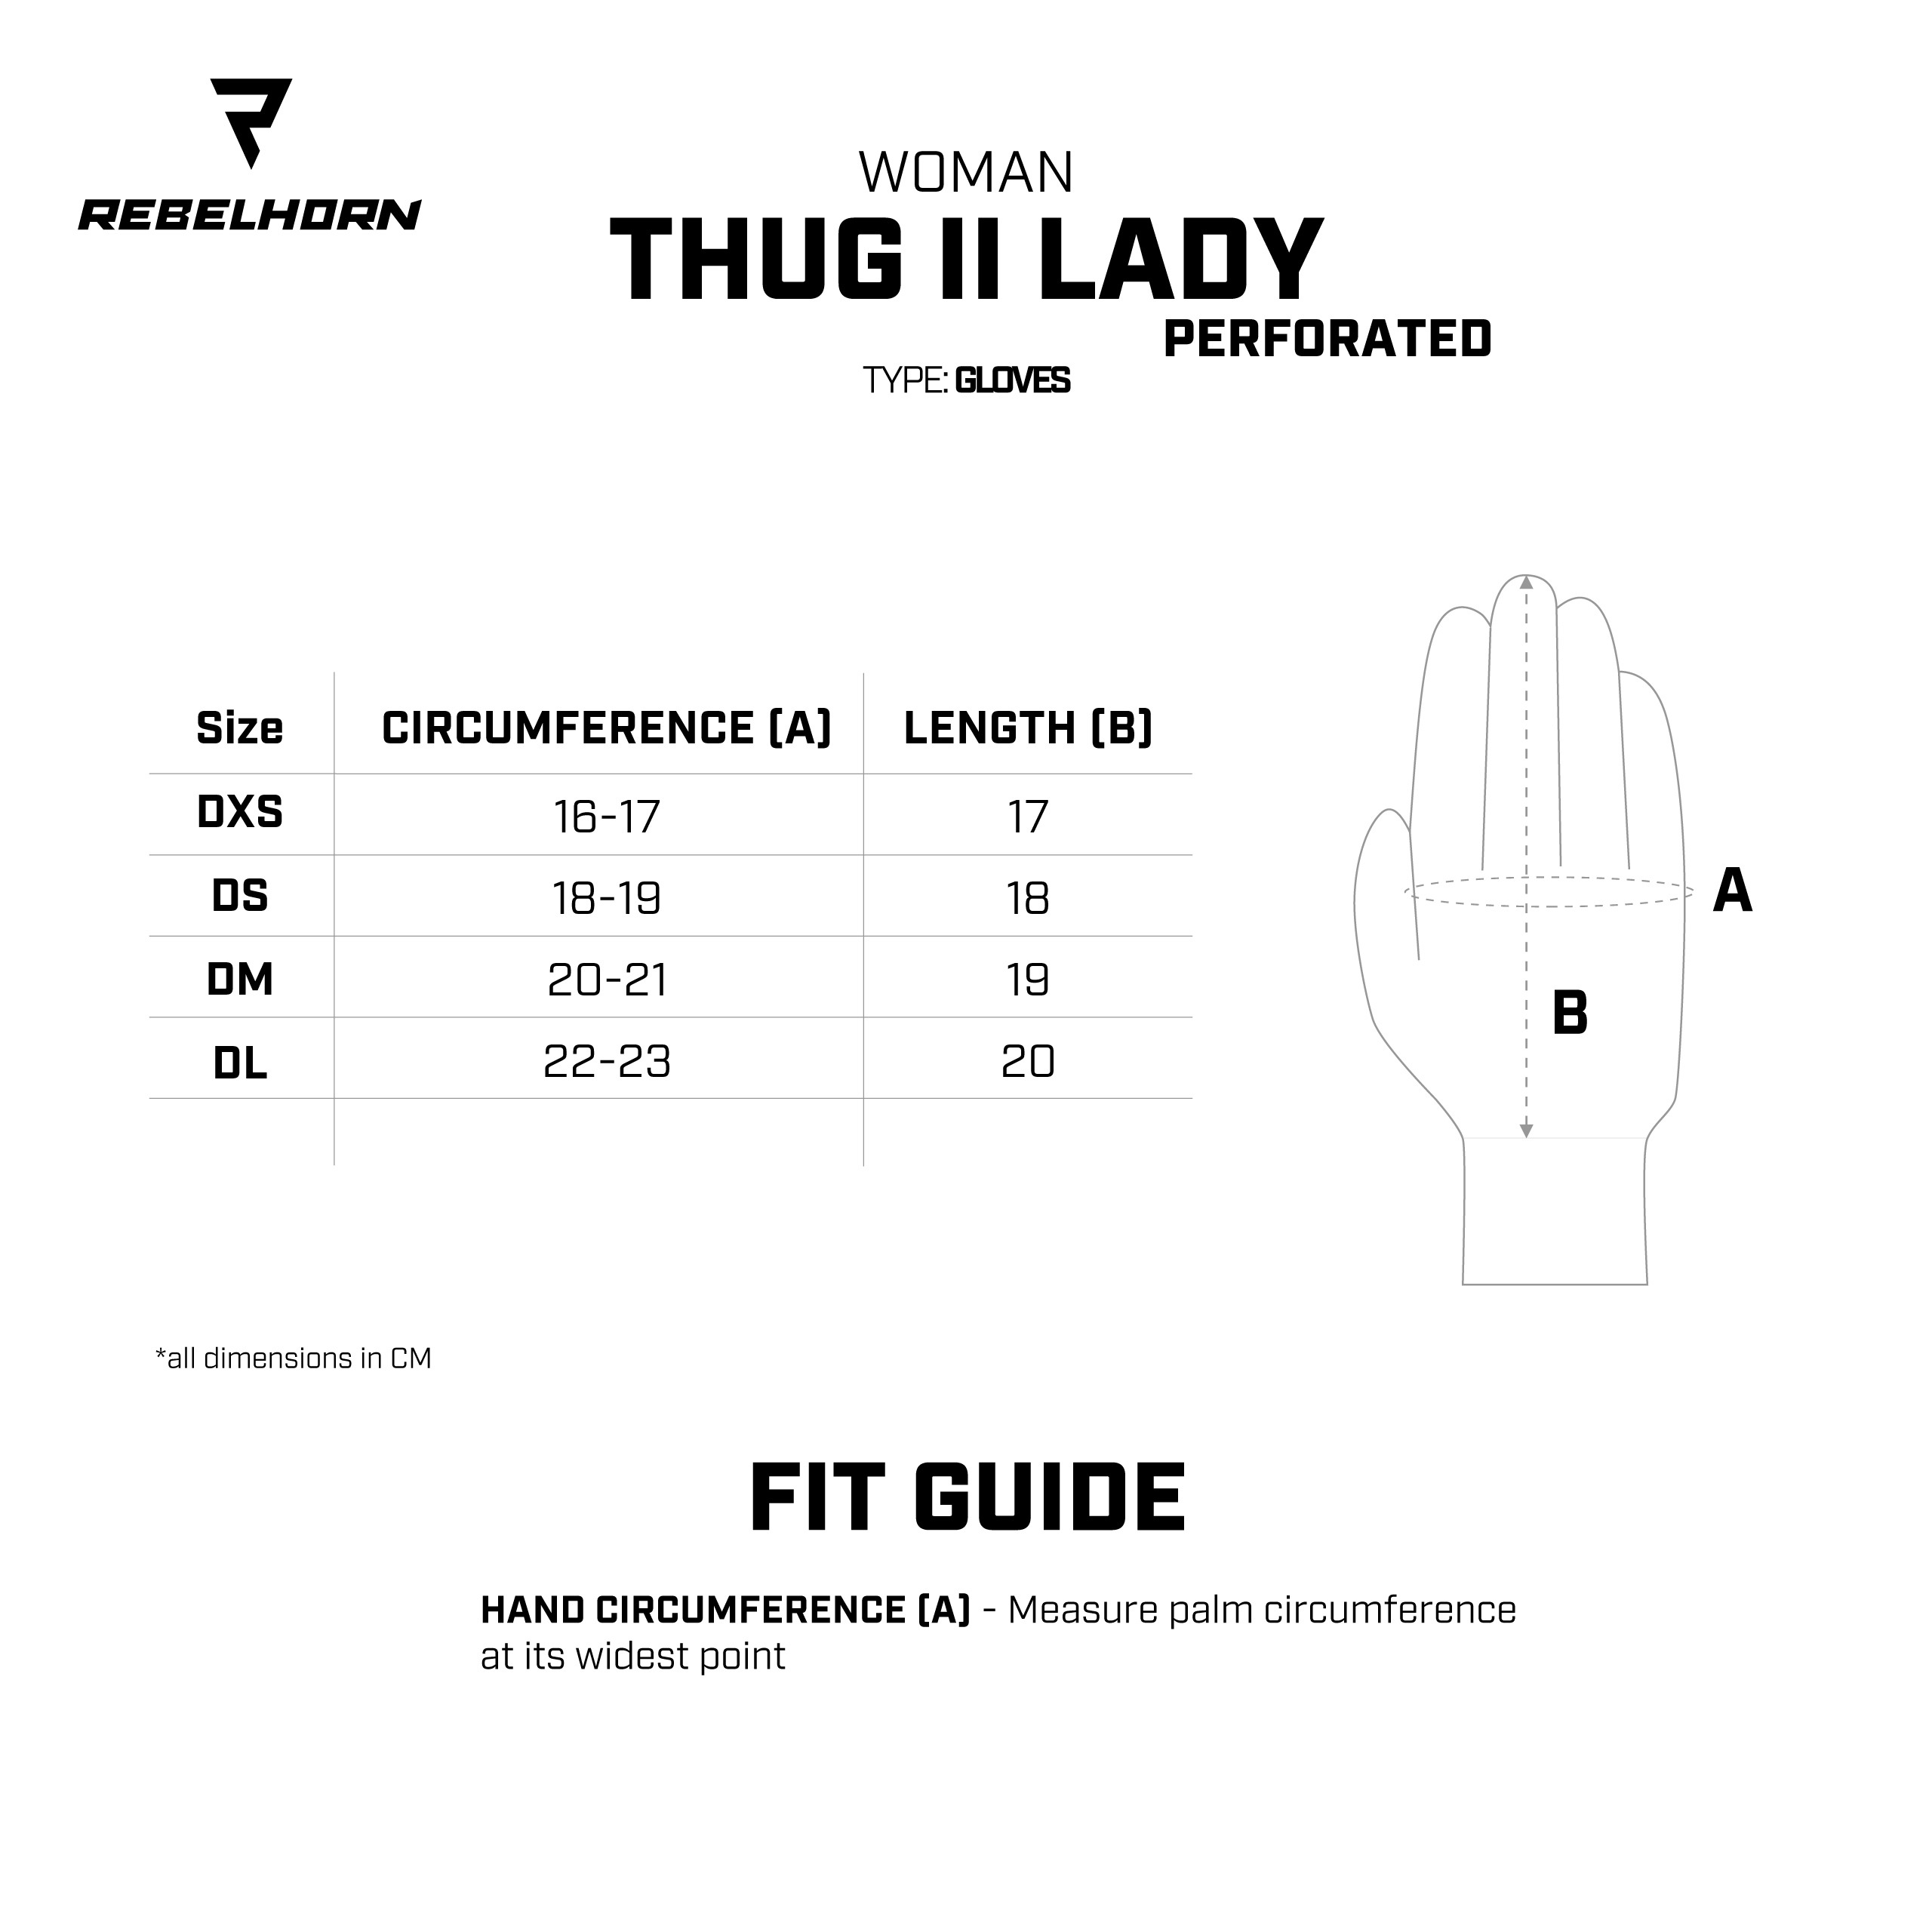 REBELHORN
WOMAN
THUG II LADY
PERFORATED
TYPE: GLOVES
Size CIRCUMFERENCE (A) LENGTH (B)
DXS 16-17 17
DS 18-19 18
DM 20-21 19
DL 22-23 20
A
B
*all dimensions in CM
FIT GUIDE
HAND CIRCUMFERENCE (A) - Measure palm circumference
at its widest point